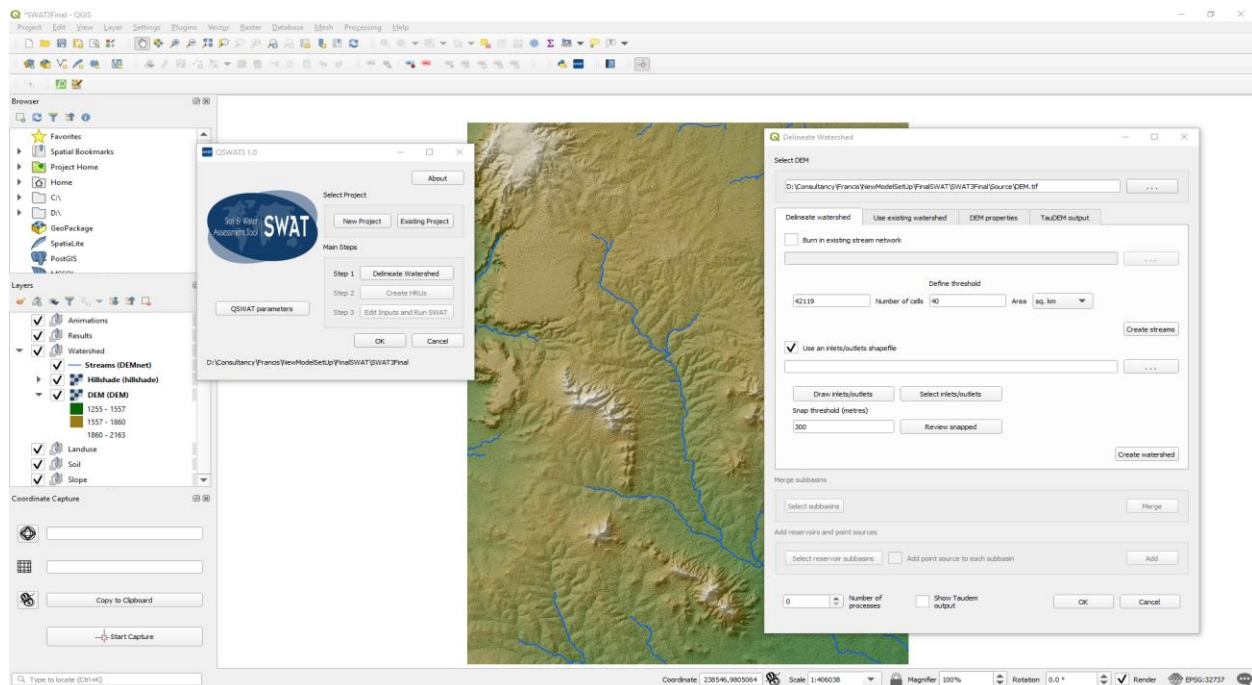 *SWAT3Final - QGIS
Project Edit View Layer Settings Plugins Vector Raster Database Mesh Processing Help
Browser
Favorites
Spatial Bookmarks
Project Home
Home
C:\
D:\
GeoPackage
SpatiaLite
PostGIS
MSSQL
Layers
Animations
Results
Watershed
Streams (DEMnet)
Hillshade (hillshade)
DEM (DEM)
1255 - 1557
1557 - 1860
1860 - 2163
Landuse
Soil
Slope
Coordinate Capture
Copy to Clipboard
Start Capture
QSWAT3 1.0
About
Select Project
New Project Existing Project
Soil & Water
Assessment Tool
SWAT
Main Steps
Step 1 Delineate Watershed
Step 2 Create HRUs
Step 3 Edit Inputs and Run SWAT
QSWAT parameters
OK Cancel
D:\Consultancy\Francis\NewModelSetUp\FinalSWAT\SWAT3Final
Delineate Watershed
Select DEM
D:\Consultancy\Francis\NewModelSetUp\FinalSWAT\SWAT3Final\Source\DEM.tif ...
Delineate watershed Use existing watershed DEM properties TauDEM output
Burn in existing stream network
...
Define threshold
42119 Number of cells 40 Area sq. km
Create streams
Use an inlets/outlets shapefile
...
Draw inlets/outlets Select inlets/outlets
Snap threshold (metres)
300 Review snapped
Create watershed
Merge subbasins
Select subbasins Merge
Add reservoirs and point sources
Select reservoir subbasins Add point source to each subbasin Add
0 Number of processes Show Taudem output OK Cancel
Type to locate (Ctrl+K) Coordinate 238546,9805064 Scale 1:406038 Magnifier 100% Rotation 0.0 ° Render EPSG:32737